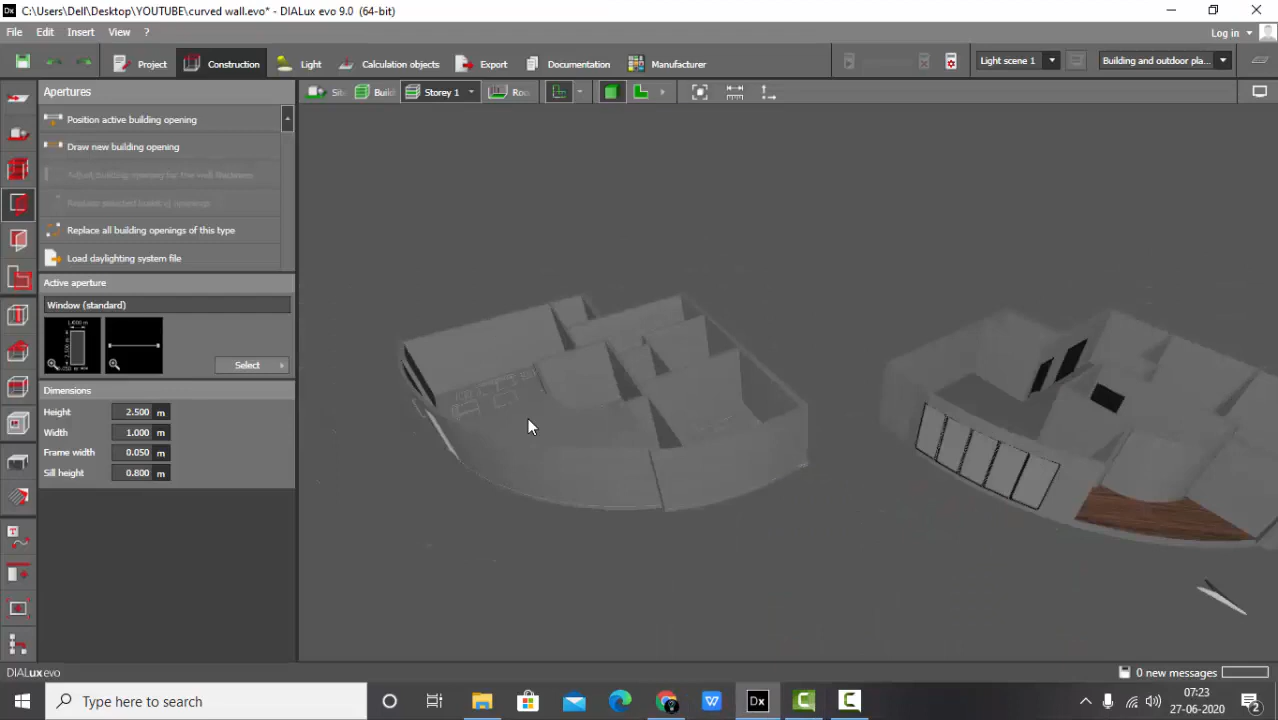 C:\Users\Dell\Desktop\YOUTUBE\curved wall.evo* - DIALux evo 9.0 (64-bit)
File Edit Insert View ?
Log in
Project Construction Light Calculation objects Export Documentation Manufacturer
Light scene 1
Building and outdoor pla...
Apertures
Sit Build Storey 1 Roo
Position active building opening
Draw new building opening
Replace all building openings of this type
Load daylighting system file
Active aperture
Window (standard)
Select
Dimensions
Height 2.500 m
Width 1.000 m
Frame width 0.050 m
Sill height 0.800 m
DIALux evo
0 new messages
Type here to search
Dx
07:23
27-06-2020